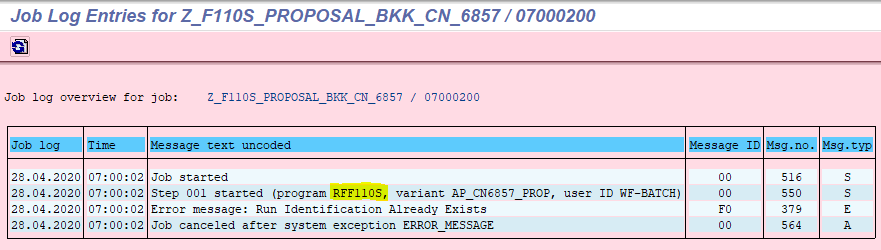 Job Log Entries for Z_F110S_PROPOSAL_BKK_CN_6857 / 07000200
Job log overview for job: Z_F110S_PROPOSAL_BKK_CN_6857 / 07000200
Job log Time Message text uncoded Message ID Msg.no. Msg.typ
28.04.2020 07:00:02 Job started 00 516 S
28.04.2020 07:00:02 Step 001 started (program RFF110S, variant AP_CN6857_PROP, user ID WF-BATCH) 00 550 S
28.04.2020 07:00:02 Error message: Run Identification Already Exists F0 379 E
28.04.2020 07:00:02 Job canceled after system exception ERROR_MESSAGE 00 564 A